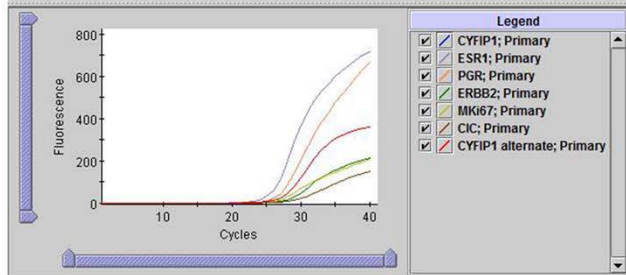 800
600
400
200
0
Fluorescence
10
20
30
40
Cycles
Legend
CYFIP1; Primary
ESR1; Primary
PGR; Primary
ERBB2; Primary
MKi67; Primary
CIC; Primary
CYFIP1 alternate; Primary